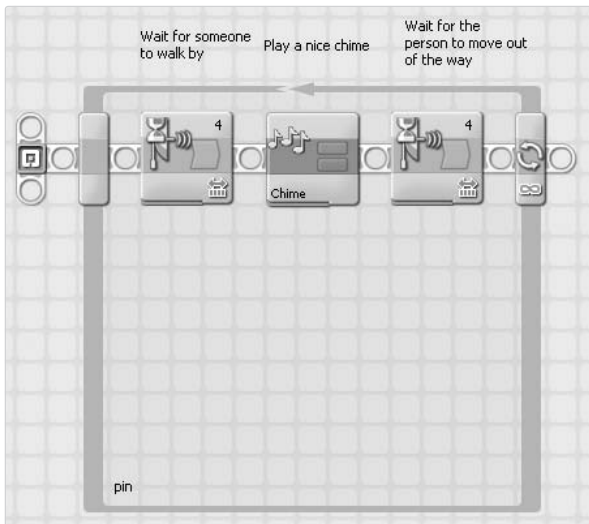 Wait for someone
to walk by
Play a nice chime
Wait for the
person to move out
of the way
4
4
Chime
pin